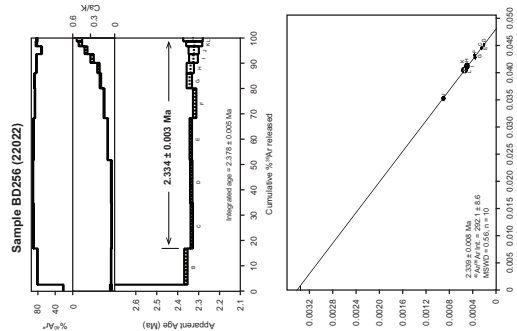 Sample BD256 (22022)
%⁴⁰Ar*
80
40
0
Ca/K
0.6
0.3
0
Apparent Age (Ma)
2.6
2.5
2.4
2.3
2.2
2.1
2.334 ± 0.003 Ma
Integrated age = 2.378 ± 0.005 Ma
B
C
D
E
F
G
H
I
J
KL
0 10 20 30 40 50 60 70 80 90 100
Cumulative % ³⁹Ar released
0.0032
0.0028
0.0024
0.0020
0.0016
0.0012
0.0008
0.0004
0
2.339 ± 0.008 Ma
⁴⁰Ar/³⁶Ar Int. = 292.1 ± 8.6
MSWD = 0.56, n = 10
0 0.005 0.010 0.015 0.020 0.025 0.030 0.035 0.040 0.045 0.050